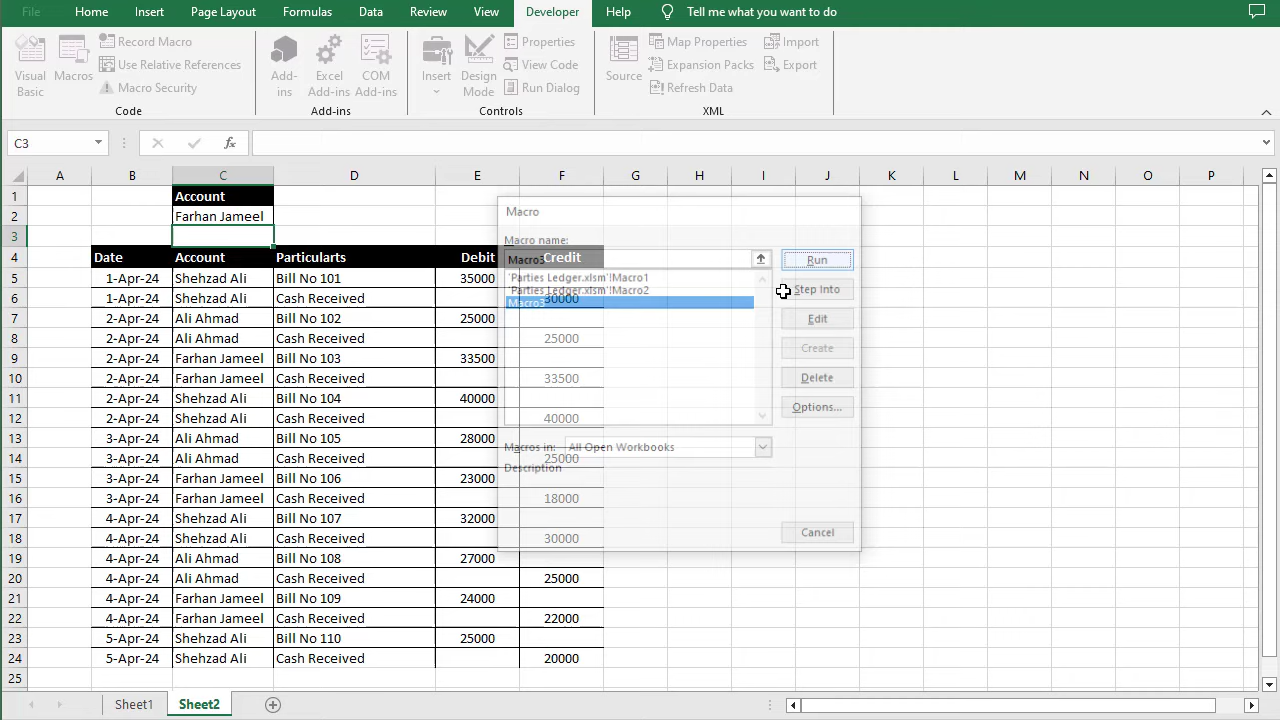 File Home Insert Page Layout Formulas Data Review View Developer Help Tell me what you want to do
Visual Basic
Macros
Record Macro
Use Relative References
Macro Security
Code
Add-ins
Excel Add-ins
COM Add-ins
Add-ins
Insert
Design Mode
Properties
View Code
Run Dialog
Controls
Source
Map Properties
Expansion Packs
Refresh Data
Import
Export
XML
C3 fx
A B C D E F G H I J K L M N O P
1 Account
2 Farhan Jameel
3
4 Date Account Particularts Debit Credit
5 1-Apr-24 Shehzad Ali Bill No 101 35000
6 1-Apr-24 Shehzad Ali Cash Received 30000
7 2-Apr-24 Ali Ahmad Bill No 102 25000
8 2-Apr-24 Ali Ahmad Cash Received 25000
9 2-Apr-24 Farhan Jameel Bill No 103 33500
10 2-Apr-24 Farhan Jameel Cash Received 33500
11 2-Apr-24 Shehzad Ali Bill No 104 40000
12 2-Apr-24 Shehzad Ali Cash Received 40000
13 3-Apr-24 Ali Ahmad Bill No 105 28000
14 3-Apr-24 Ali Ahmad Cash Received 25000
15 3-Apr-24 Farhan Jameel Bill No 106 23000
16 3-Apr-24 Farhan Jameel Cash Received 18000
17 4-Apr-24 Shehzad Ali Bill No 107 32000
18 4-Apr-24 Shehzad Ali Cash Received 30000
19 4-Apr-24 Ali Ahmad Bill No 108 27000
20 4-Apr-24 Ali Ahmad Cash Received 25000
21 4-Apr-24 Farhan Jameel Bill No 109 24000
22 4-Apr-24 Farhan Jameel Cash Received 22000
23 5-Apr-24 Shehzad Ali Bill No 110 25000
24 5-Apr-24 Shehzad Ali Cash Received 20000
25
Macro
Macro name:
Macro3
'Parties Ledger.xlsm'!Macro1
'Parties Ledger.xlsm'!Macro2
Macro3
Run
Step Into
Edit
Create
Delete
Options...
Macros in: All Open Workbooks
Description
Cancel
Sheet1 Sheet2